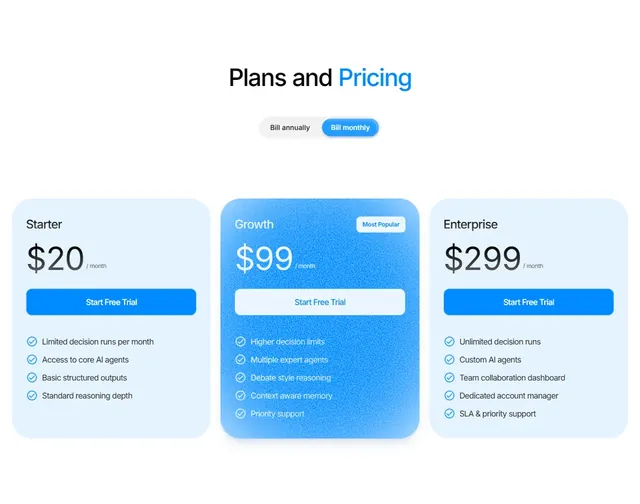 Plans and Pricing
Bill annually
Bill monthly
Starter
$20 / month
Start Free Trial
Limited decision runs per month
Access to core AI agents
Basic structured outputs
Standard reasoning depth
Growth
Most Popular
$99 / month
Start Free Trial
Higher decision limits
Multiple expert agents
Debate style reasoning
Context aware memory
Priority support
Enterprise
$299 / month
Start Free Trial
Unlimited decision runs
Custom AI agents
Team collaboration dashboard
Dedicated account manager
SLA & priority support